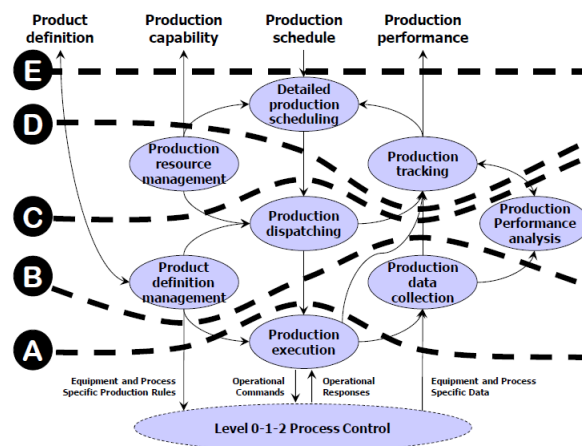 Product
definition
Production
capability
Production
schedule
Production
performance
E
Detailed
production
scheduling
D
Production
resource
management
Production
tracking
C
Production
dispatching
Production
Performance
analysis
B
Product
definition
management
Production
data
collection
A
Production
execution
Equipment and Process
Specific Production Rules
Operational
Commands
Operational
Responses
Equipment and Process
Specific Data
Level 0-1-2 Process Control